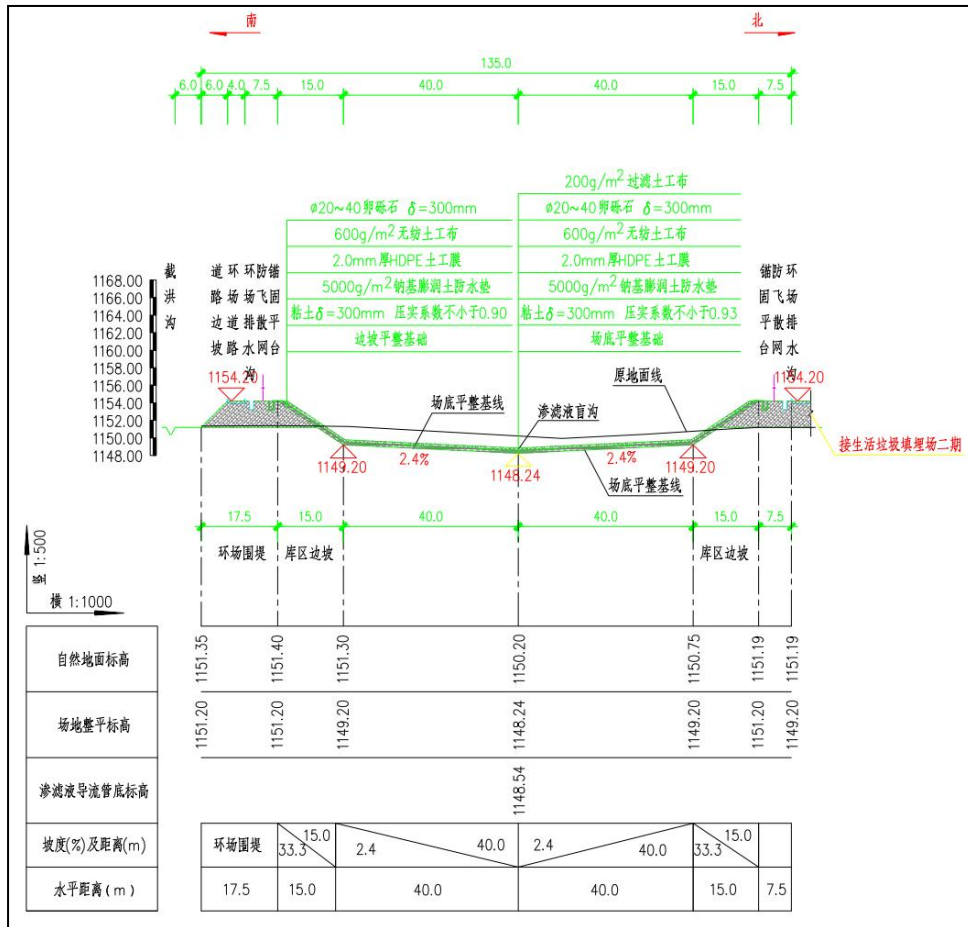 南
北
135.0
6.0 6.0 4.0 7.5 15.0 40.0 40.0 15.0 7.5
200g/m² 过滤土工布
ø20~40卵砾石 δ=300mm
ø20~40卵砾石 δ=300mm
600g/m²无纺土工布
600g/m²无纺土工布
2.0mm厚HDPE土工膜
2.0mm厚HDPE土工膜
5000g/m²钠基膨润土防水垫
5000g/m²钠基膨润土防水垫
粘土δ=300mm 压实系数不小于0.90
粘土δ=300mm 压实系数不小于0.93
边坡平整基础
场底平整基础
截洪沟
道路边坡
环场道路
环场排水沟
防飞散网
锚固平台
锚固平台
防飞散网
环场排水沟
1168.00
1166.00
1164.00
1162.00
1160.00
1158.00
1156.00
1154.00
1152.00
1150.00
1148.00
1154.20
1154.20
场底平整基线
渗滤液盲沟
原地面线
1149.20
2.4%
1148.24
2.4%
1149.20
场底平整基线
接生活垃圾填埋场二期
17.5 15.0 40.0 40.0 15.0 7.5
环场围堤 库区边坡 库区边坡
竖 1:500
横 1:1000
自然地面标高 1151.35 1151.40 1151.30 1150.20 1150.75 1151.19 1151.19
场地整平标高 1151.20 1151.20 1149.20 1148.24 1149.20 1151.20 1149.20
渗滤液导流管底标高 1148.54
坡度(%)及距离(m) 环场围堤 33.3 15.0 2.4 40.0 2.4 40.0 33.3 15.0
水平距离(m) 17.5 15.0 40.0 40.0 15.0 7.5